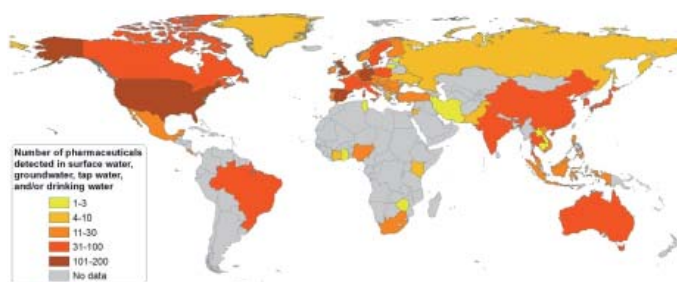 Number of pharmaceuticals
detected in surface water,
groundwater, tap water,
and/or drinking water
1-3
4-10
11-30
31-100
101-200
No data